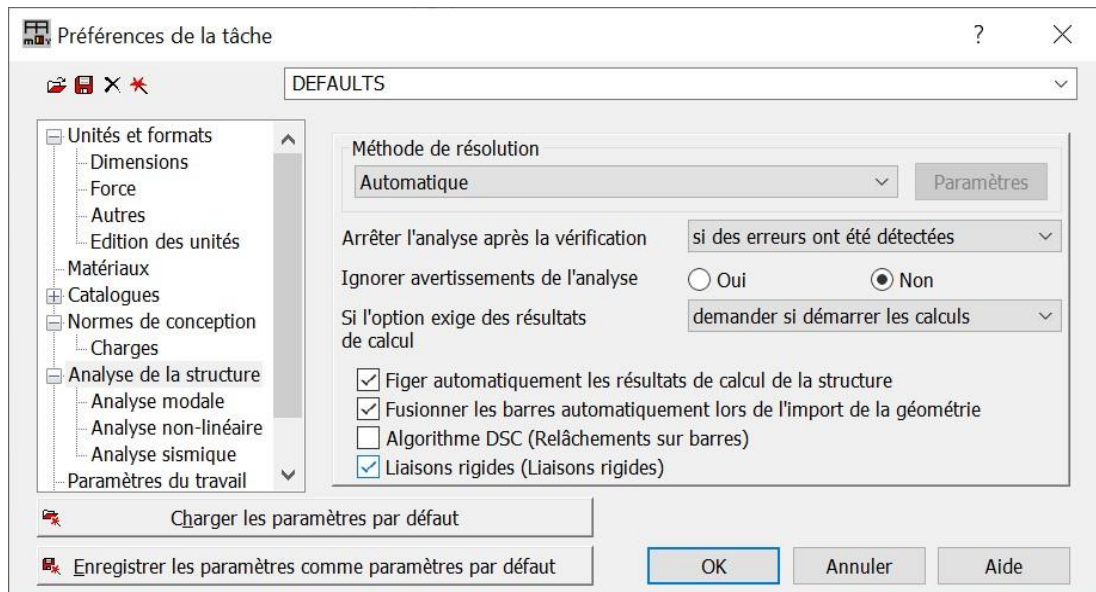 Préférences de la tâche
?
DEFAULTS
Unités et formats
Dimensions
Force
Autres
Edition des unités
Matériaux
Catalogues
Normes de conception
Charges
Analyse de la structure
Analyse modale
Analyse non-linéaire
Analyse sismique
Paramètres du travail
Méthode de résolution
Automatique
Paramètres
Arrêter l'analyse après la vérification
si des erreurs ont été détectées
Ignorer avertissements de l'analyse
Oui
Non
Si l'option exige des résultats
de calcul
demander si démarrer les calculs
Figer automatiquement les résultats de calcul de la structure
Fusionner les barres automatiquement lors de l'import de la géométrie
Algorithme DSC (Relâchements sur barres)
Liaisons rigides (Liaisons rigides)
Charger les paramètres par défaut
Enregistrer les paramètres comme paramètres par défaut
OK
Annuler
Aide